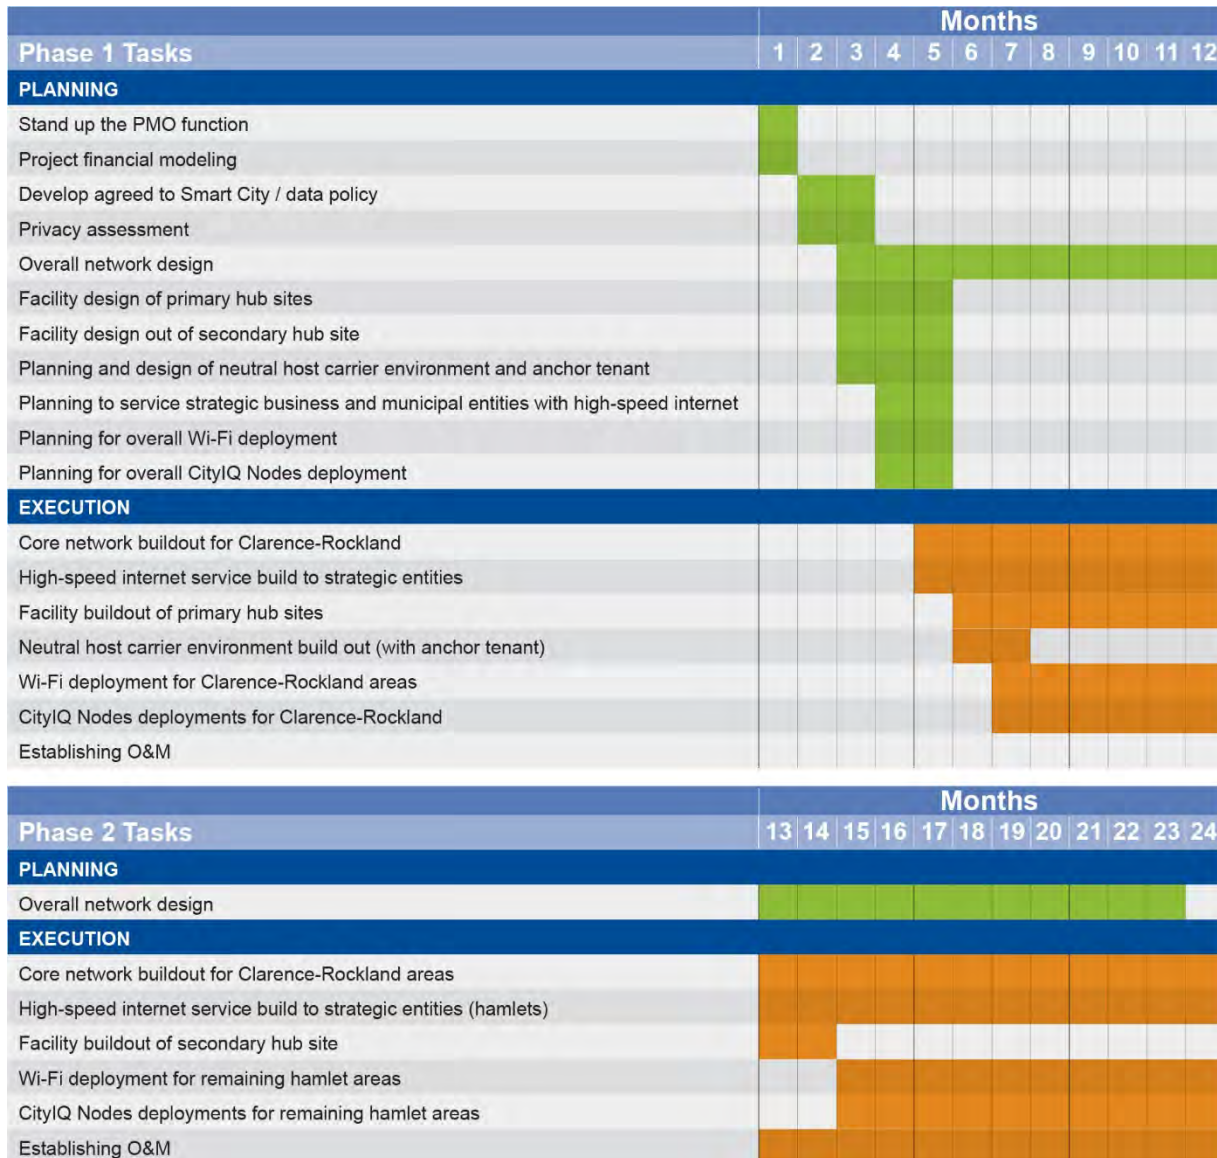 Months
Phase 1 Tasks 1 2 3 4 5 6 7 8 9 10 11 12
PLANNING
Stand up the PMO function
Project financial modeling
Develop agreed to Smart City / data policy
Privacy assessment
Overall network design
Facility design of primary hub sites
Facility design out of secondary hub site
Planning and design of neutral host carrier environment and anchor tenant
Planning to service strategic business and municipal entities with high-speed internet
Planning for overall Wi-Fi deployment
Planning for overall CityIQ Nodes deployment
EXECUTION
Core network buildout for Clarence-Rockland
High-speed internet service build to strategic entities
Facility buildout of primary hub sites
Neutral host carrier environment build out (with anchor tenant)
Wi-Fi deployment for Clarence-Rockland areas
CityIQ Nodes deployments for Clarence-Rockland
Establishing O&M
Months
Phase 2 Tasks 13 14 15 16 17 18 19 20 21 22 23 24
PLANNING
Overall network design
EXECUTION
Core network buildout for Clarence-Rockland areas
High-speed internet service build to strategic entities (hamlets)
Facility buildout of secondary hub site
Wi-Fi deployment for remaining hamlet areas
CityIQ Nodes deployments for remaining hamlet areas
Establishing O&M